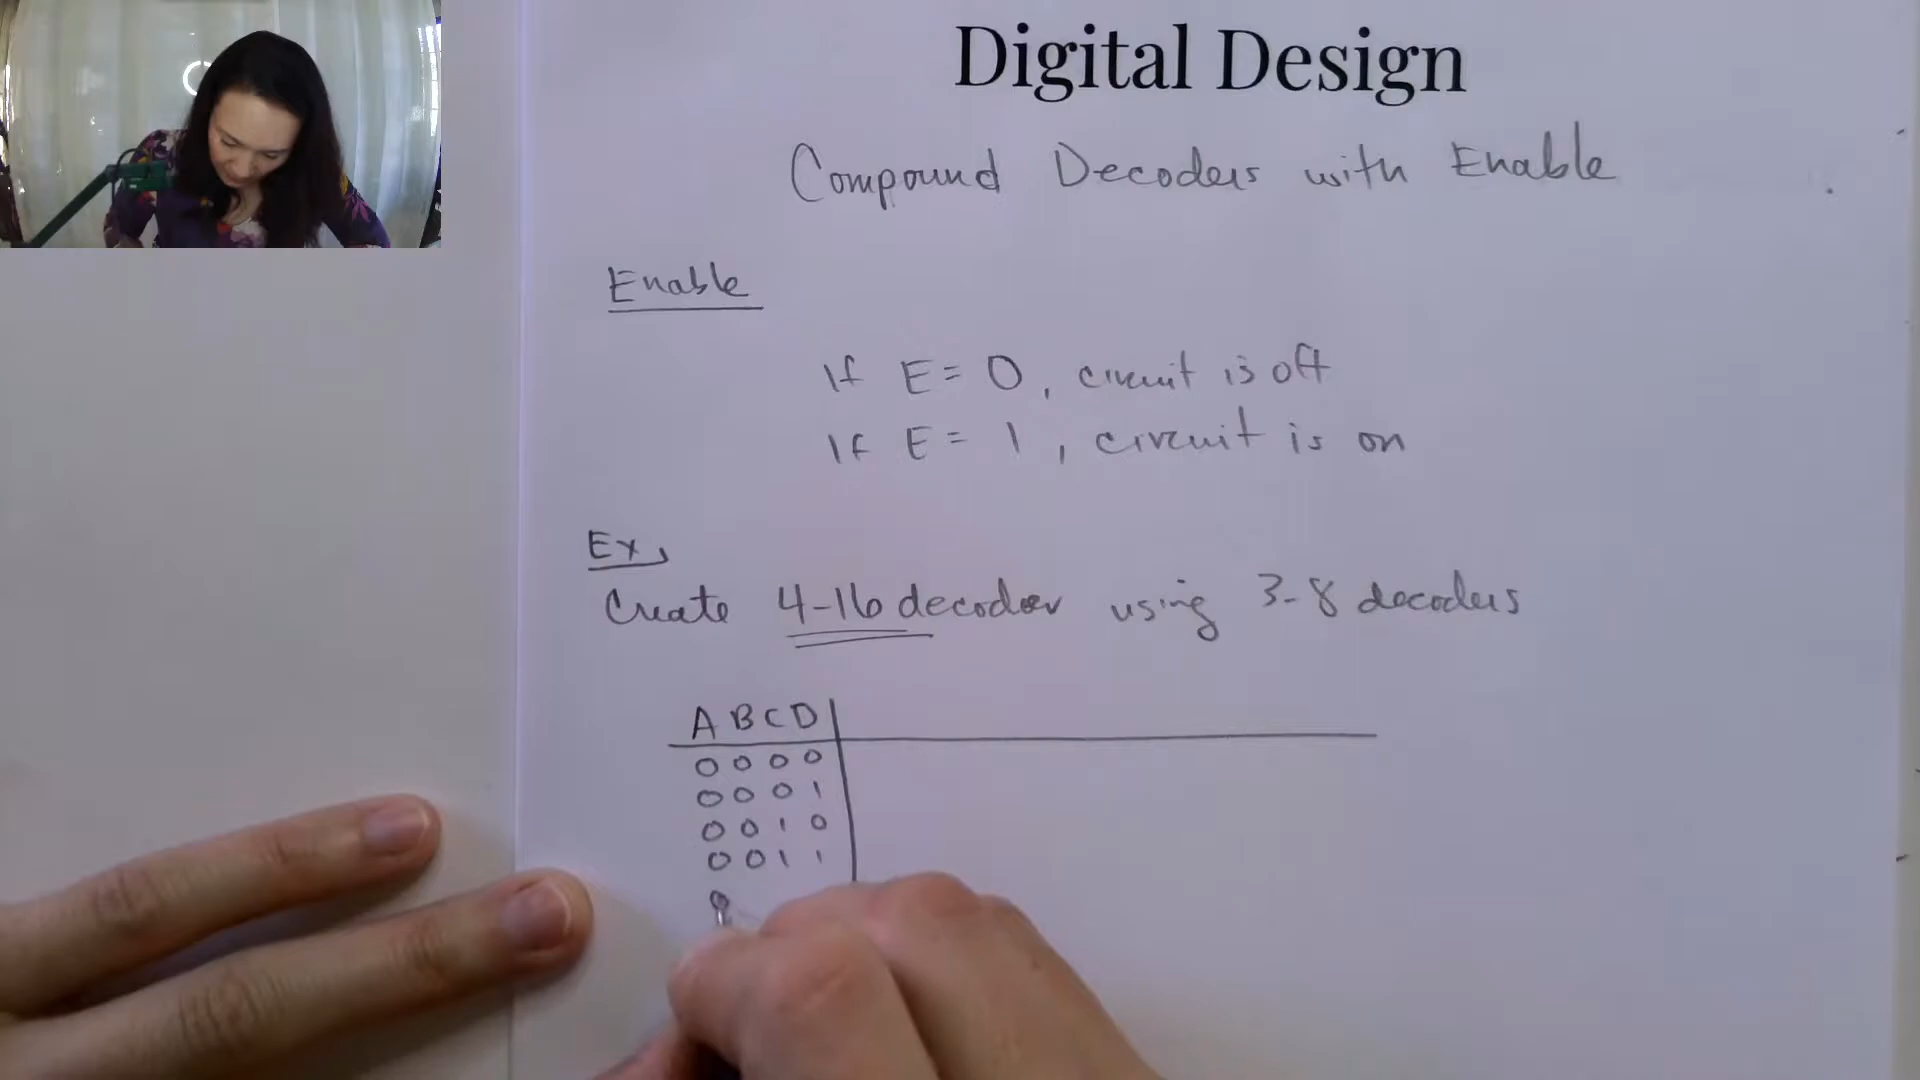 Digital Design
Compound Decoders with Enable
Enable
If E = 0, circuit is off
If E = 1, circuit is on
Ex,
Create 4-16 decoder using 3-8 decoders
A B C D
0 0 0 0
0 0 0 1
0 0 1 0
0 0 1 1
0